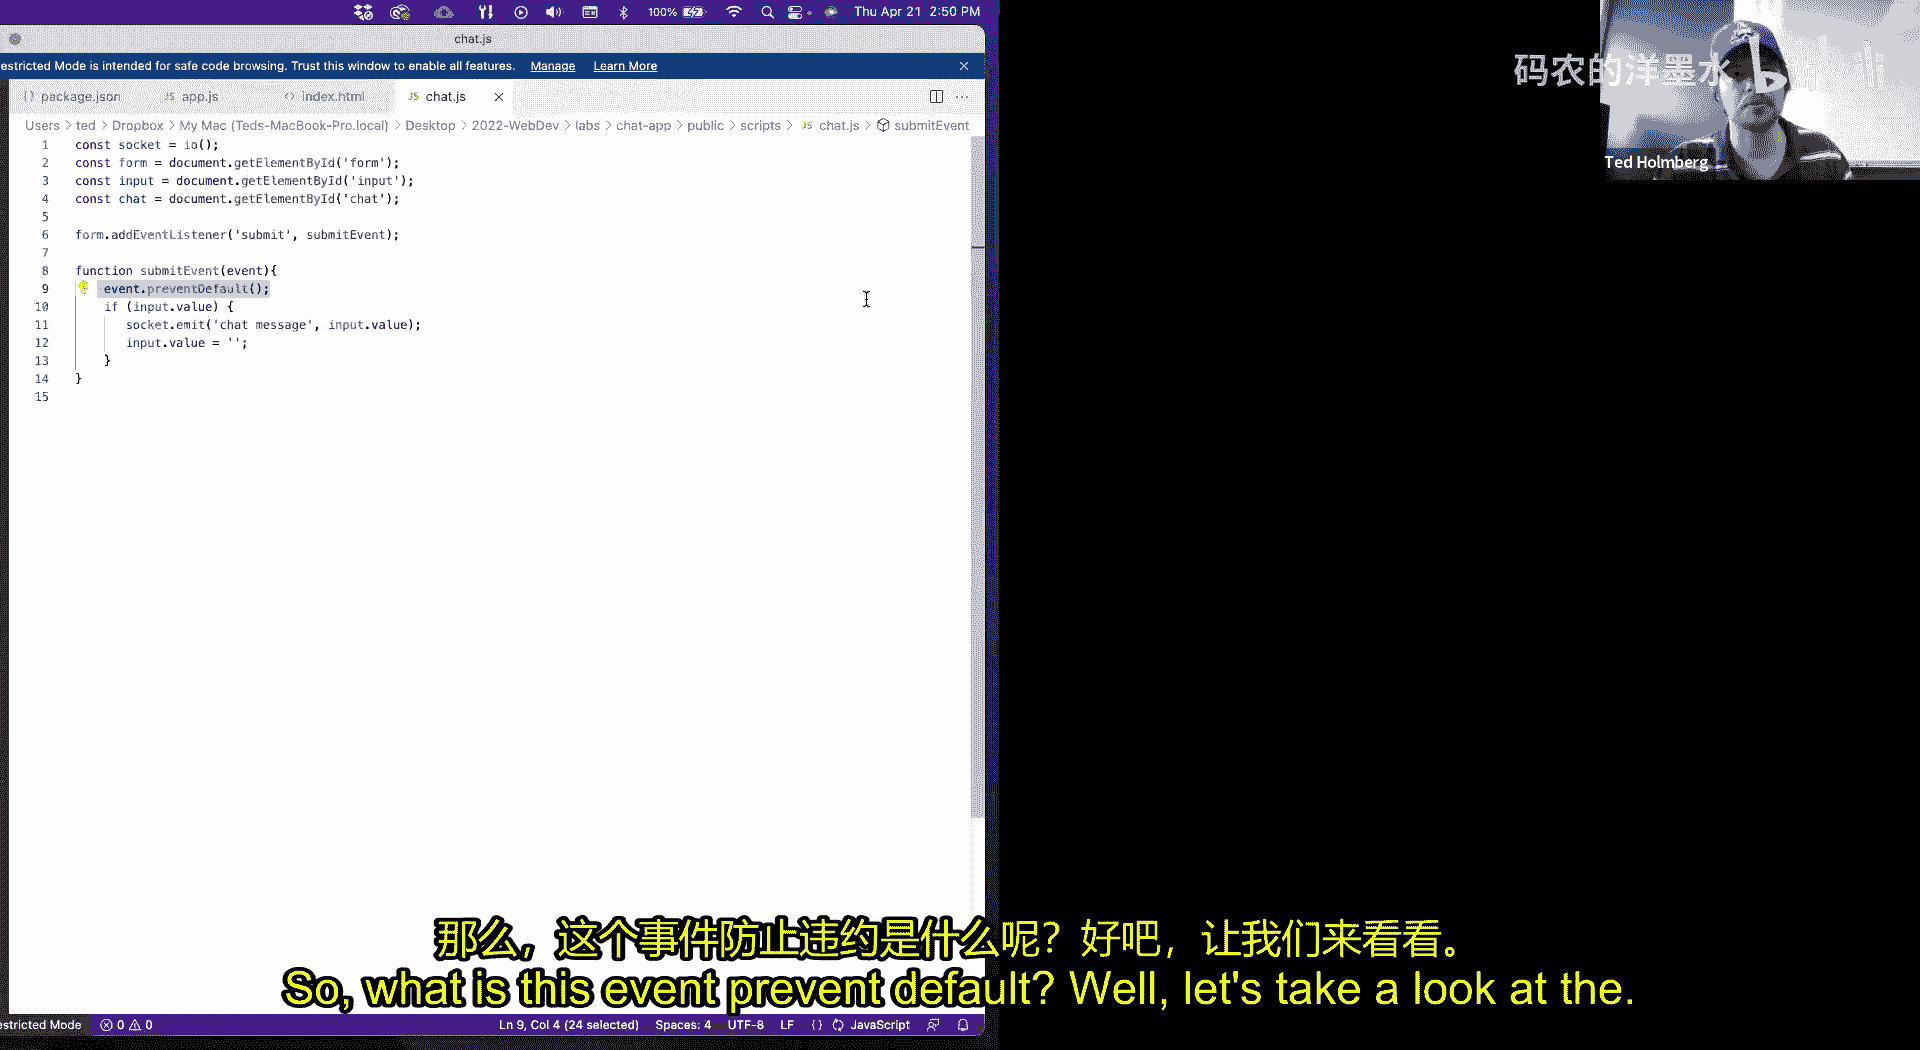 100%
Thu Apr 21 2:50 PM
chat.js
estricted Mode is intended for safe code browsing. Trust this window to enable all features. Manage Learn More
package.json JS app.js <> index.html JS chat.js
Users > ted > Dropbox > My Mac (Teds-MacBook-Pro.local) > Desktop > 2022-WebDev > labs > chat-app > public > scripts > JS chat.js > submitEvent
1 const socket = io();
2 const form = document.getElementById('form');
3 const input = document.getElementById('input');
4 const chat = document.getElementById('chat');
5
6 form.addEventListener('submit', submitEvent);
7
8 function submitEvent(event){
9 event.preventDefault();
10 if (input.value) {
11 socket.emit('chat message', input.value);
12 input.value = '';
13 }
14 }
15
码农的洋墨水
Ted Holmberg
那么，这个事件防止违约是什么呢？好吧，让我们来看看。
So, what is this event prevent default? Well, let's take a look at the.
estricted Mode 0 0 Ln 9, Col 4 (24 selected) Spaces: 4 UTF-8 LF {} JavaScript